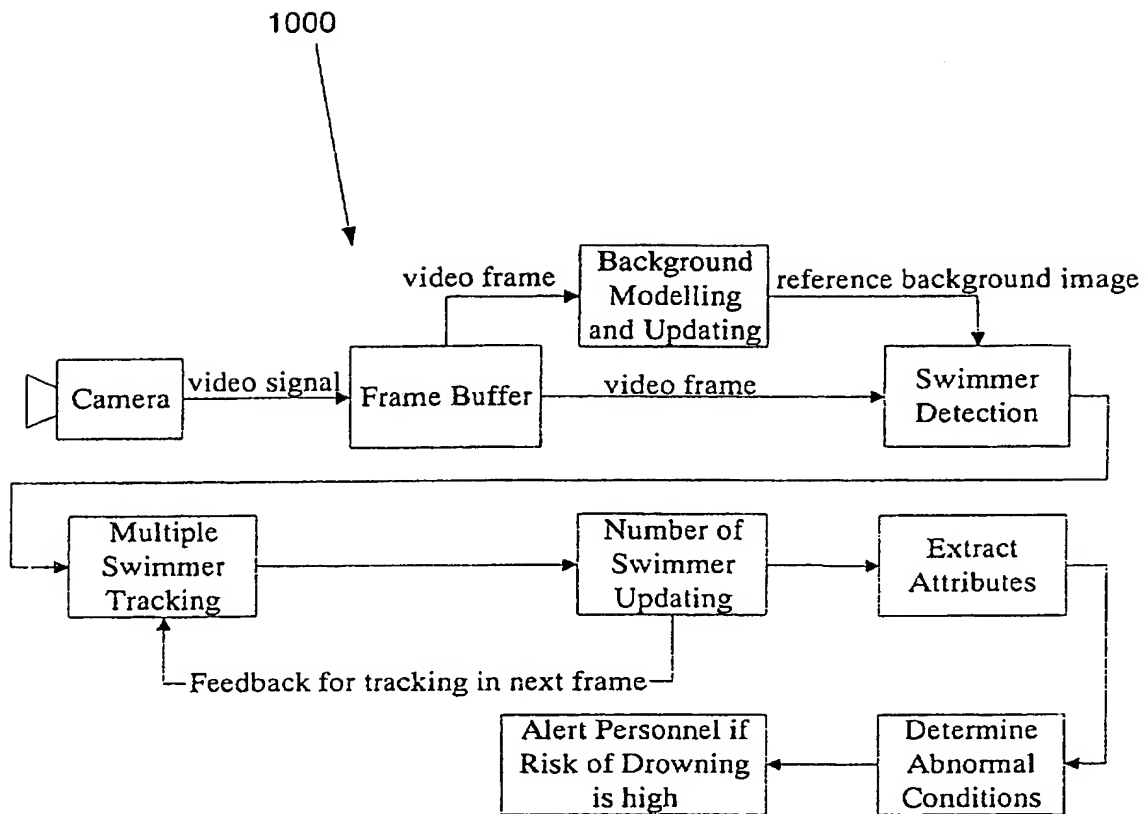 1000
video frame
Background
Modelling
and Updating
reference background image
Camera
video signal
Frame Buffer
video frame
Swimmer
Detection
Multiple
Swimmer
Tracking
Number of
Swimmer
Updating
Extract
Attributes
Feedback for tracking in next frame
Alert Personnel if
Risk of Drowning
is high
Determine
Abnormal
Conditions